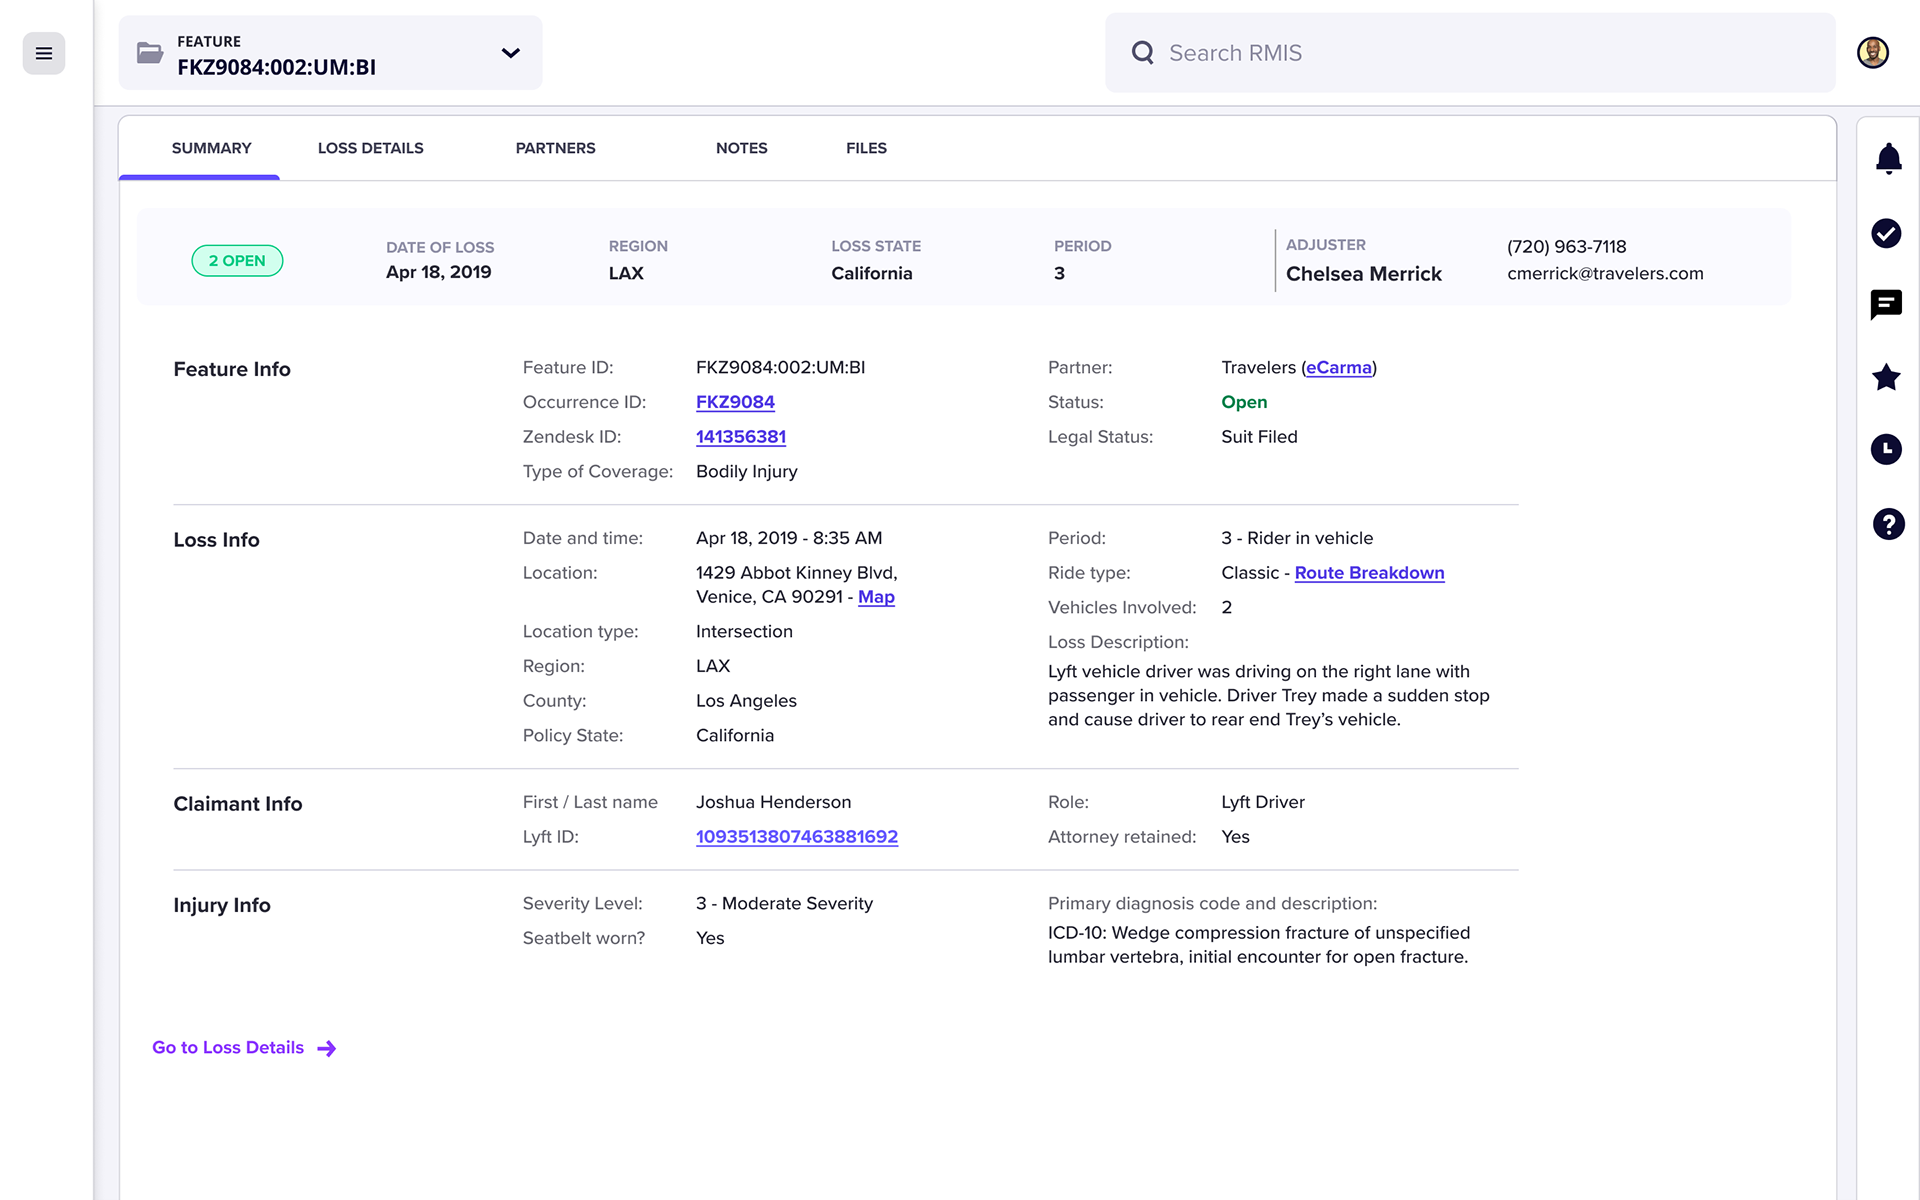 FEATURE
FKZ9084:002:UM:BI
Search RMIS
SUMMARY
LOSS DETAILS
PARTNERS
NOTES
FILES
2 OPEN
DATE OF LOSS
Apr 18, 2019
REGION
LAX
LOSS STATE
California
PERIOD
3
ADJUSTER
Chelsea Merrick
(720) 963-7118
cmerrick@travelers.com
Feature Info
Feature ID: FKZ9084:002:UM:BI
Occurrence ID: FKZ9084
Zendesk ID: 141356381
Type of Coverage: Bodily Injury
Partner: Travelers (eCarma)
Status: Open
Legal Status: Suit Filed
Loss Info
Date and time: Apr 18, 2019 - 8:35 AM
Location: 1429 Abbot Kinney Blvd,
Venice, CA 90291 - Map
Location type: Intersection
Region: LAX
County: Los Angeles
Policy State: California
Period: 3 - Rider in vehicle
Ride type: Classic - Route Breakdown
Vehicles Involved: 2
Loss Description:
Lyft vehicle driver was driving on the right lane with
passenger in vehicle. Driver Trey made a sudden stop
and cause driver to rear end Trey’s vehicle.
Claimant Info
First / Last name Joshua Henderson
Lyft ID: 1093513807463881692
Role: Lyft Driver
Attorney retained: Yes
Injury Info
Severity Level: 3 - Moderate Severity
Seatbelt worn? Yes
Primary diagnosis code and description:
ICD-10: Wedge compression fracture of unspecified
lumbar vertebra, initial encounter for open fracture.
Go to Loss Details